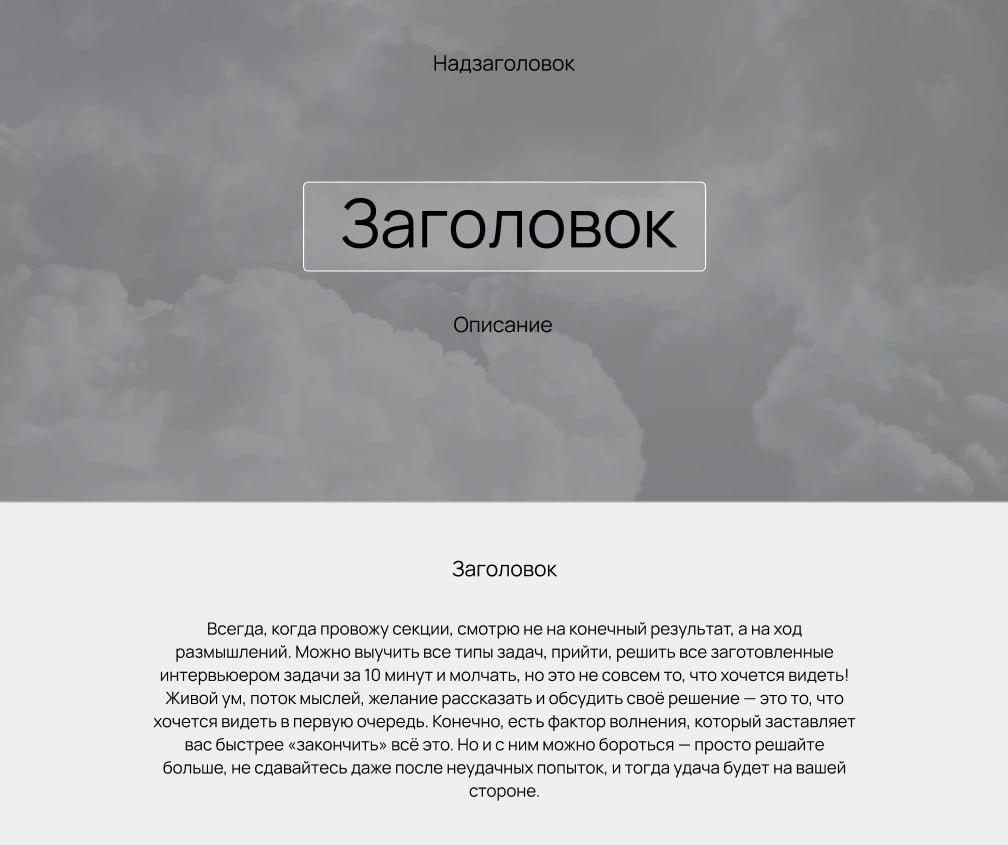 Надзаголовок
Заголовок
Описание
Заголовок
Всегда, когда провожу секции, смотрю не на конечный результат, а на ход
размышлений. Можно выучить все типы задач, прийти, решить все заготовленные
интервьюером задачи за 10 минут и молчать, но это не совсем то, что хочется видеть!
Живой ум, поток мыслей, желание рассказать и обсудить своё решение — это то, что
хочется видеть в первую очередь. Конечно, есть фактор волнения, который заставляет
вас быстрее «закончить» всё это. Но и с ним можно бороться — просто решайте
больше, не сдавайтесь даже после неудачных попыток, и тогда удача будет на вашей
стороне.